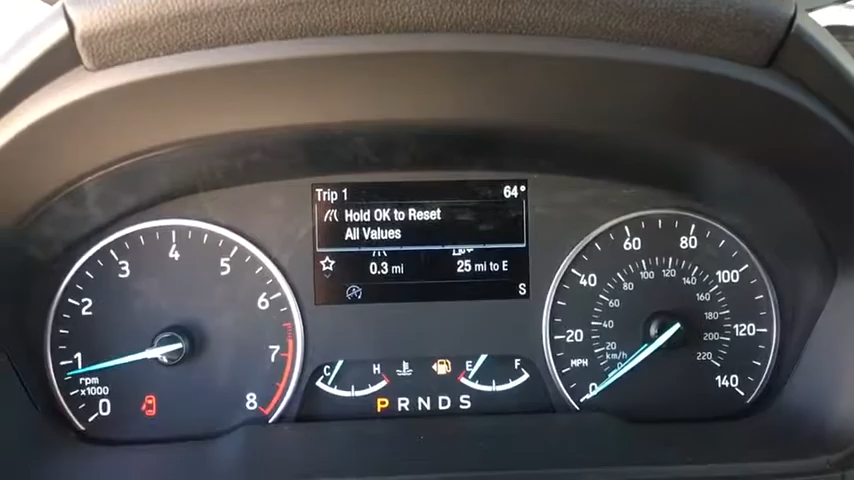 Trip 1 64°
Hold OK to Reset
All Values
0.3 mi 25 mi to E
S
0 1 2 3 4 5 6 7 8
rpm
x1000
C H
E F
P R N D S
0 20 40 60 80 100 120 140
MPH
km/h
0 20 40 60 80 100 120 140 160 180 200 220